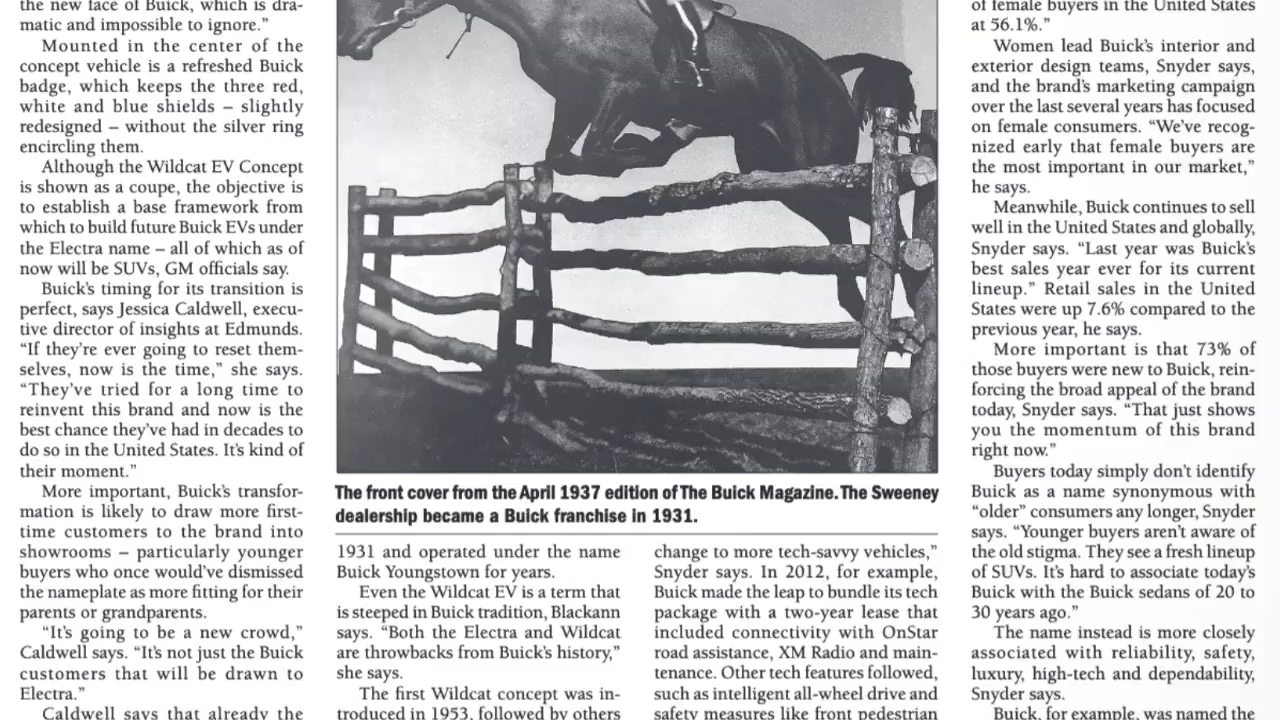 the new face of Buick, which is dra-
matic and impossible to ignore.”
Mounted in the center of the
concept vehicle is a refreshed Buick
badge, which keeps the three red,
white and blue shields – slightly
redesigned – without the silver ring
encircling them.
Although the Wildcat EV Concept
is shown as a coupe, the objective is
to establish a base framework from
which to build future Buick EVs under
the Electra name – all of which as of
now will be SUVs, GM officials say.
Buick’s timing for its transition is
perfect, says Jessica Caldwell, execu-
tive director of insights at Edmunds.
“If they’re ever going to reset them-
selves, now is the time,” she says.
“They’ve tried for a long time to
reinvent this brand and now is the
best chance they’ve had in decades to
do so in the United States. It’s kind of
their moment.”
More important, Buick’s transfor-
mation is likely to draw more first-
time customers to the brand into
showrooms – particularly younger
buyers who once would’ve dismissed
the nameplate as more fitting for their
parents or grandparents.
“It’s going to be a new crowd,”
Caldwell says. “It’s not just the Buick
customers that will be drawn to
Electra.”
Caldwell says that already the
The front cover from the April 1937 edition of The Buick Magazine. The Sweeney
dealership became a Buick franchise in 1931.
1931 and operated under the name
Buick Youngstown for years.
Even the Wildcat EV is a term that
is steeped in Buick tradition, Blackann
says. “Both the Electra and Wildcat
are throwbacks from Buick’s history,”
she says.
The first Wildcat concept was in-
troduced in 1953, followed by others
change to more tech-savvy vehicles,”
Snyder says. In 2012, for example,
Buick made the leap to bundle its tech
package with a two-year lease that
included connectivity with OnStar
road assistance, XM Radio and main-
tenance. Other tech features followed,
such as intelligent all-wheel drive and
safety measures like front pedestrian
of female buyers in the United States
at 56.1%.”
Women lead Buick’s interior and
exterior design teams, Snyder says,
and the brand’s marketing campaign
over the last several years has focused
on female consumers. “We’ve recog-
nized early that female buyers are
the most important in our market,”
he says.
Meanwhile, Buick continues to sell
well in the United States and globally,
Snyder says. “Last year was Buick’s
best sales year ever for its current
lineup.” Retail sales in the United
States were up 7.6% compared to the
previous year, he says.
More important is that 73% of
those buyers were new to Buick, rein-
forcing the broad appeal of the brand
today, Snyder says. “That just shows
you the momentum of this brand
right now.”
Buyers today simply don’t identify
Buick as a name synonymous with
“older” consumers any longer, Snyder
says. “Younger buyers aren’t aware of
the old stigma. They see a fresh lineup
of SUVs. It’s hard to associate today’s
Buick with the Buick sedans of 20 to
30 years ago.”
The name instead is more closely
associated with reliability, safety,
luxury, high-tech and dependability,
Snyder says.
Buick, for example, was named the